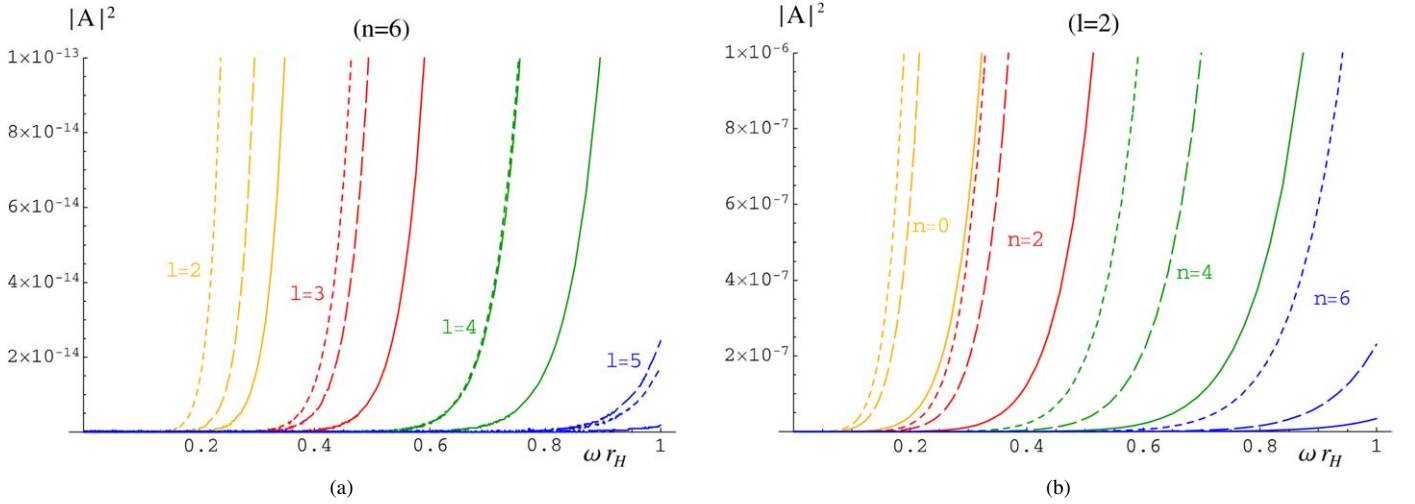 |A|² (n=6)
1×10⁻¹³
8×10⁻¹⁴
6×10⁻¹⁴
4×10⁻¹⁴
2×10⁻¹⁴
l=2
l=3
l=4
l=5
0.2 0.4 0.6 0.8 1
ω r_H
(a)
|A|² (l=2)
1×10⁻⁶
8×10⁻⁷
6×10⁻⁷
4×10⁻⁷
2×10⁻⁷
n=0
n=2
n=4
n=6
0.2 0.4 0.6 0.8 1
ω r_H
(b)